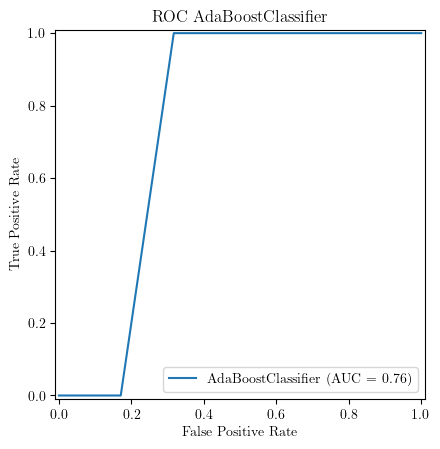 ROC AdaBoostClassifier
1.0
0.8
0.6
0.4
0.2
0.0
True Positive Rate
AdaBoostClassifier (AUC = 0.76)
0.0 0.2 0.4 0.6 0.8 1.0
False Positive Rate